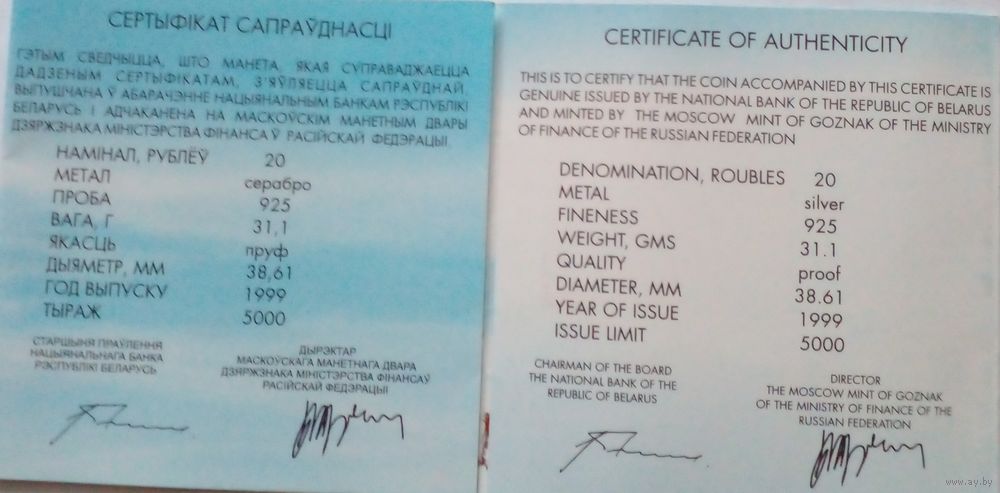 СЕРТЫФІКАТ САПРАЎДНАСЦІ
ГЭТЫМ СВЕДЧЫЦЦА, ШТО МАНЕТА, ЯКАЯ СУПРАВАДЖАЕЦЦА
ДАДЗЕНЫМ СЕРТЫФІКАТАМ, З'ЯЎЛЯЕЦЦА САПРАЎДНАЙ,
ВЫПУШЧАНА Ў АБАРАЧЭННЕ НАЦЫЯНАЛЬНЫМ БАНКАМ РЭСПУБЛІКІ
БЕЛАРУСЬ І АДЧАКАНЕНА НА МАСКОЎСКІМ МАНЕТНЫМ ДВАРЫ
ДЗЯРЖЗНАКА МІНІСТЭРСТВА ФІНАНСАЎ РАСІЙСКАЙ ФЕДЭРАЦЫІ.
НАМІНАЛ, РУБЛЁЎ 20
МЕТАЛ серабро
ПРОБА 925
ВАГА, Г 31,1
ЯКАСЦЬ пруф
ДЫЯМЕТР, ММ 38,61
ГОД ВЫПУСКУ 1999
ТЫРАЖ 5000
СТАРШЫНЯ ПРАЎЛЕННЯ
НАЦЫЯНАЛЬНАГА БАНКА
РЭСПУБЛІКІ БЕЛАРУСЬ
ДЫРЭКТАР
МАСКОЎСКАГА МАНЕТНАГА ДВАРА
ДЗЯРЖЗНАКА МІНІСТЭРСТВА ФІНАНСАЎ
РАСІЙСКАЙ ФЕДЭРАЦЫІ
CERTIFICATE OF AUTHENTICITY
THIS IS TO CERTIFY THAT THE COIN ACCOMPANIED BY THIS CERTIFICATE IS
GENUINE ISSUED BY THE NATIONAL BANK OF THE REPUBLIC OF BELARUS
AND MINTED BY THE MOSCOW MINT OF GOZNAK OF THE MINISTRY
OF FINANCE OF THE RUSSIAN FEDERATION
DENOMINATION, ROUBLES 20
METAL silver
FINENESS 925
WEIGHT, GMS 31.1
QUALITY proof
DIAMETER, MM 38.61
YEAR OF ISSUE 1999
ISSUE LIMIT 5000
CHAIRMAN OF THE BOARD
THE NATIONAL BANK OF THE
REPUBLIC OF BELARUS
DIRECTOR
THE MOSCOW MINT OF GOZNAK
OF THE MINISTRY OF FINANCE OF THE
RUSSIAN FEDERATION
www.ay.by